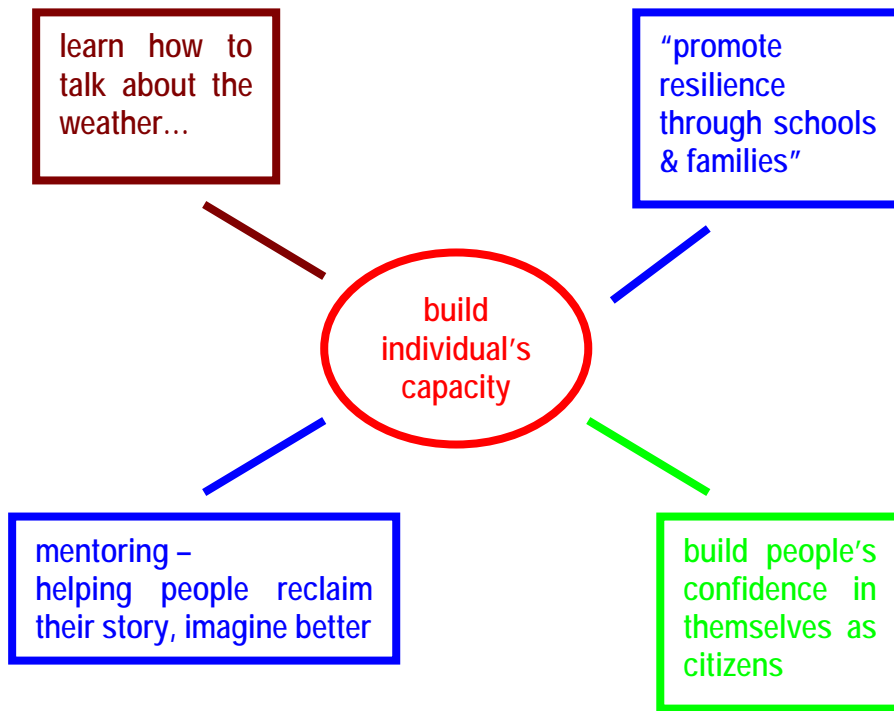 learn how to
talk about the
weather…
“promote
resilience
through schools
& families”
build
individual’s
capacity
mentoring –
helping people reclaim
their story, imagine better
build people’s
confidence in
themselves as
citizens